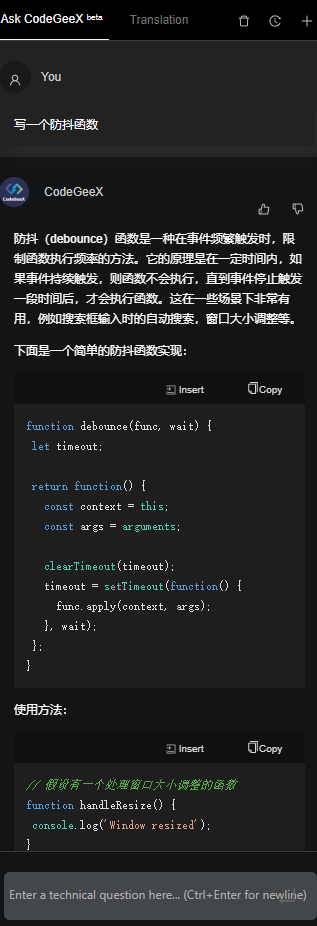 Ask CodeGeeX beta Translation
You
写一个防抖函数
CodeGeeX
防抖（debounce）函数是一种在事件频繁触发时，限
制函数执行频率的方法。它的原理是在一定时间内，如
果事件持续触发，则函数不会执行，直到事件停止触发
一段时间后，才会执行函数。这在一些场景下非常有
用，例如搜索框输入时的自动搜索，窗口大小调整等。
下面是一个简单的防抖函数实现：
Insert Copy
function debounce(func, wait) {
let timeout;
return function() {
const context = this;
const args = arguments;
clearTimeout(timeout);
timeout = setTimeout(function() {
func.apply(context, args);
}, wait);
};
}
使用方法：
Insert Copy
// 假设有一个处理窗口大小调整的函数
function handleResize() {
console.log('Window resized');
}
Enter a technical question here... (Ctrl+Enter for newline)